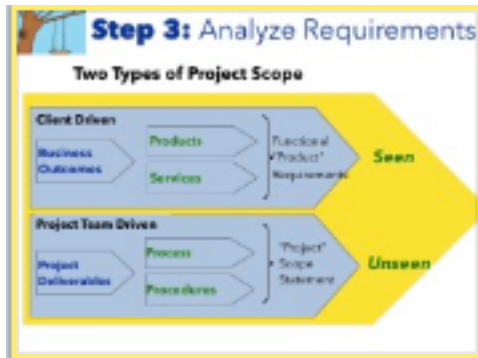 Step 3: Analyze Requirements
Two Types of Project Scope
Client Driven
Business
Outcomes
Products
Services
Functional
"Product"
Requirements
Seen
Project Team Driven
Project
Deliverables
Process
Procedures
"Project"
Scope
Statement
Unseen